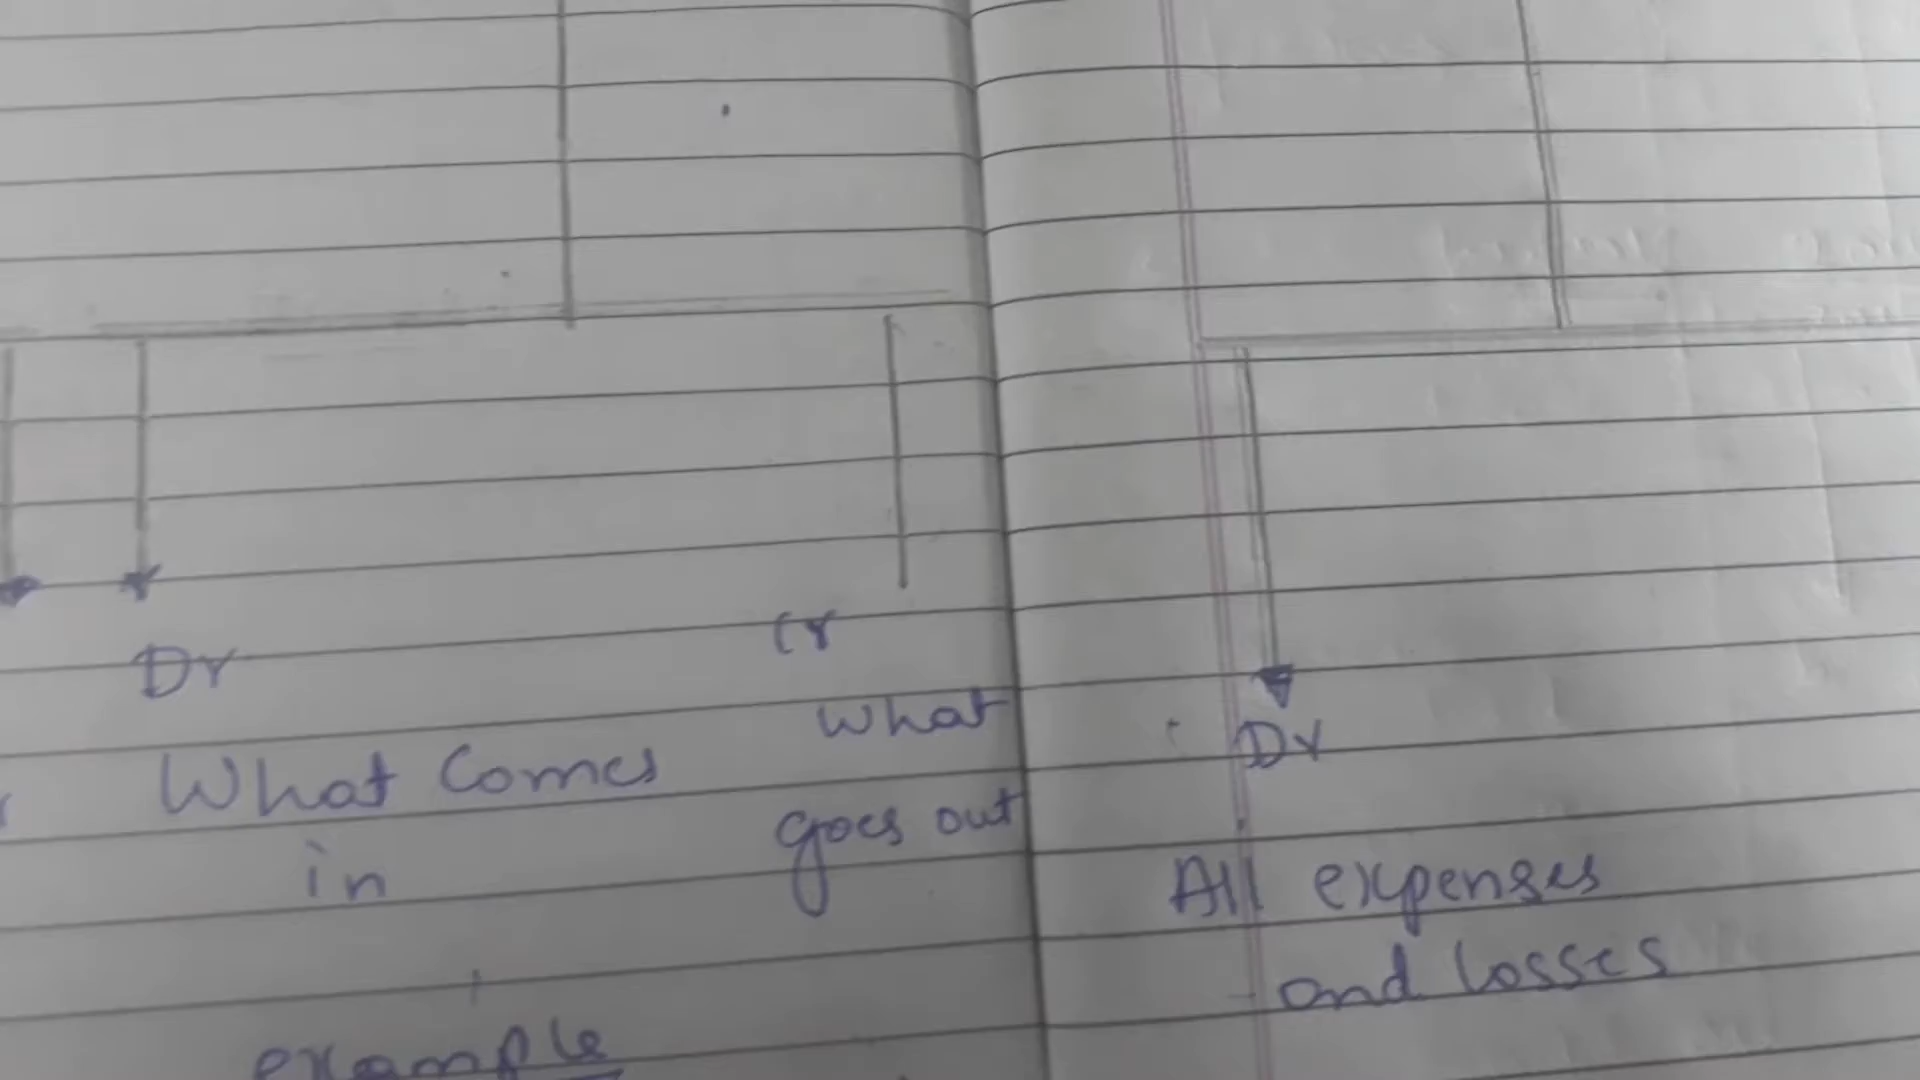 Dr
What comes
in
example
Cr
what
goes out
Dr
All expenses
and losses